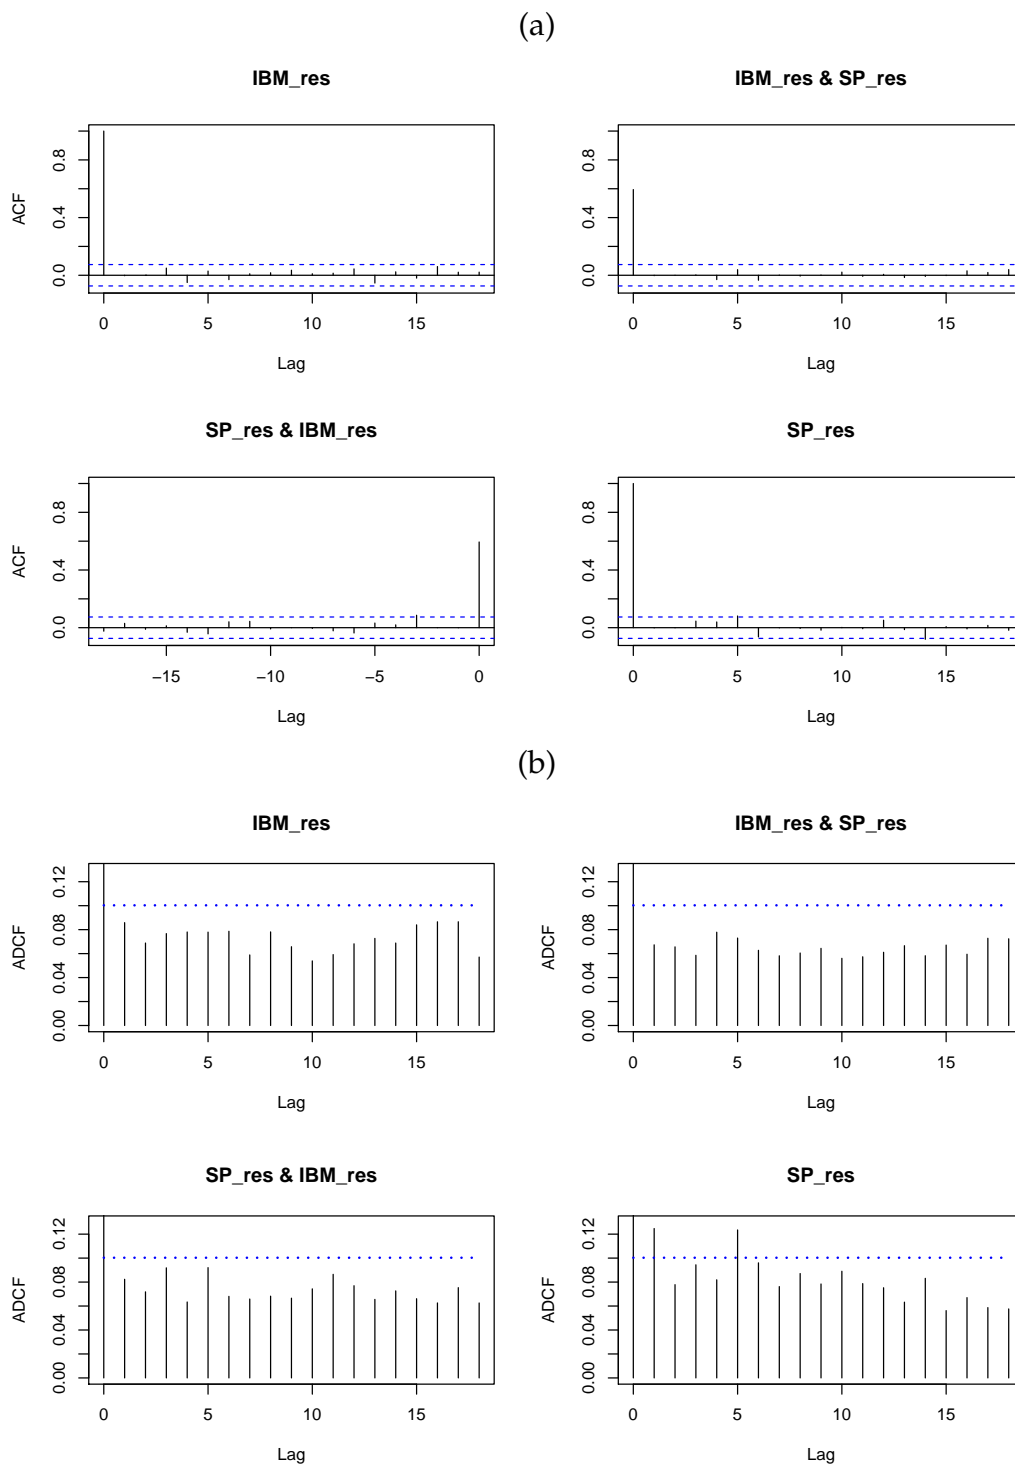 (a)
IBM_res
IBM_res & SP_res
ACF
0.0 0.4 0.8
0 5 10 15
Lag
0.0 0.4 0.8
0 5 10 15
Lag
SP_res & IBM_res
SP_res
ACF
0.0 0.4 0.8
−15 −10 −5 0
Lag
0.0 0.4 0.8
0 5 10 15
Lag
(b)
IBM_res
IBM_res & SP_res
ADCF
0.00 0.04 0.08 0.12
0 5 10 15
Lag
ADCF
0.00 0.04 0.08 0.12
0 5 10 15
Lag
SP_res & IBM_res
SP_res
ADCF
0.00 0.04 0.08 0.12
0 5 10 15
Lag
ADCF
0.00 0.04 0.08 0.12
0 5 10 15
Lag